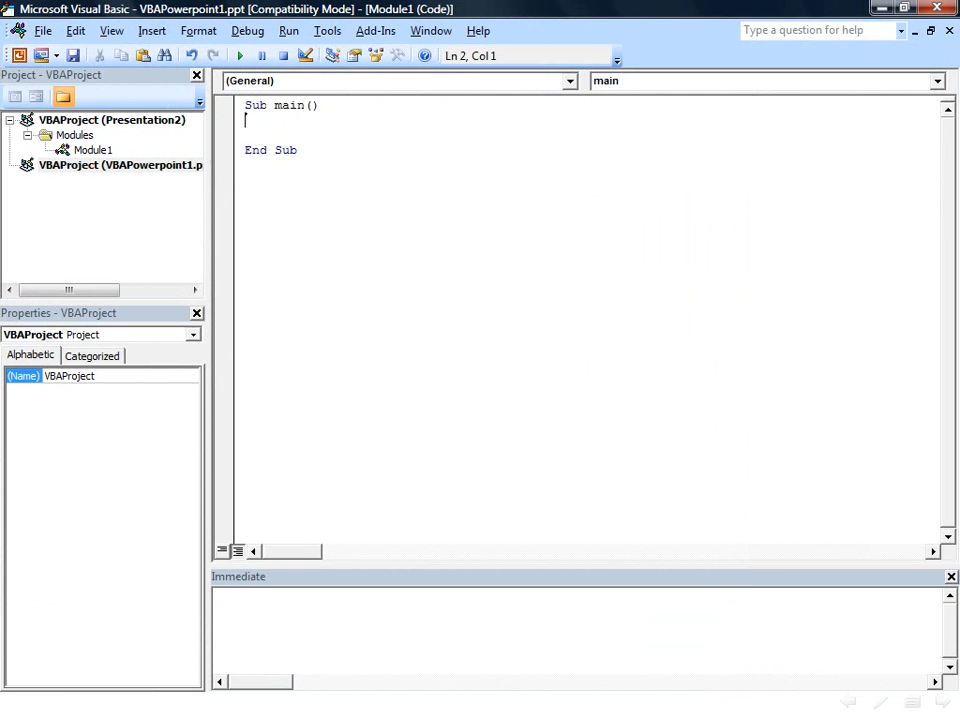 Microsoft Visual Basic - VBAPowerpoint1.ppt [Compatibility Mode] - [Module1 (Code)]
File Edit View Insert Format Debug Run Tools Add-Ins Window Help Type a question for help
Ln 2, Col 1
Project - VBAProject
(General) main
VBAProject (Presentation2)
Modules
Module1
VBAProject (VBAPowerpoint1.p
Sub main()
End Sub
Properties - VBAProject
VBAProject Project
Alphabetic Categorized
(Name) VBAProject
Immediate